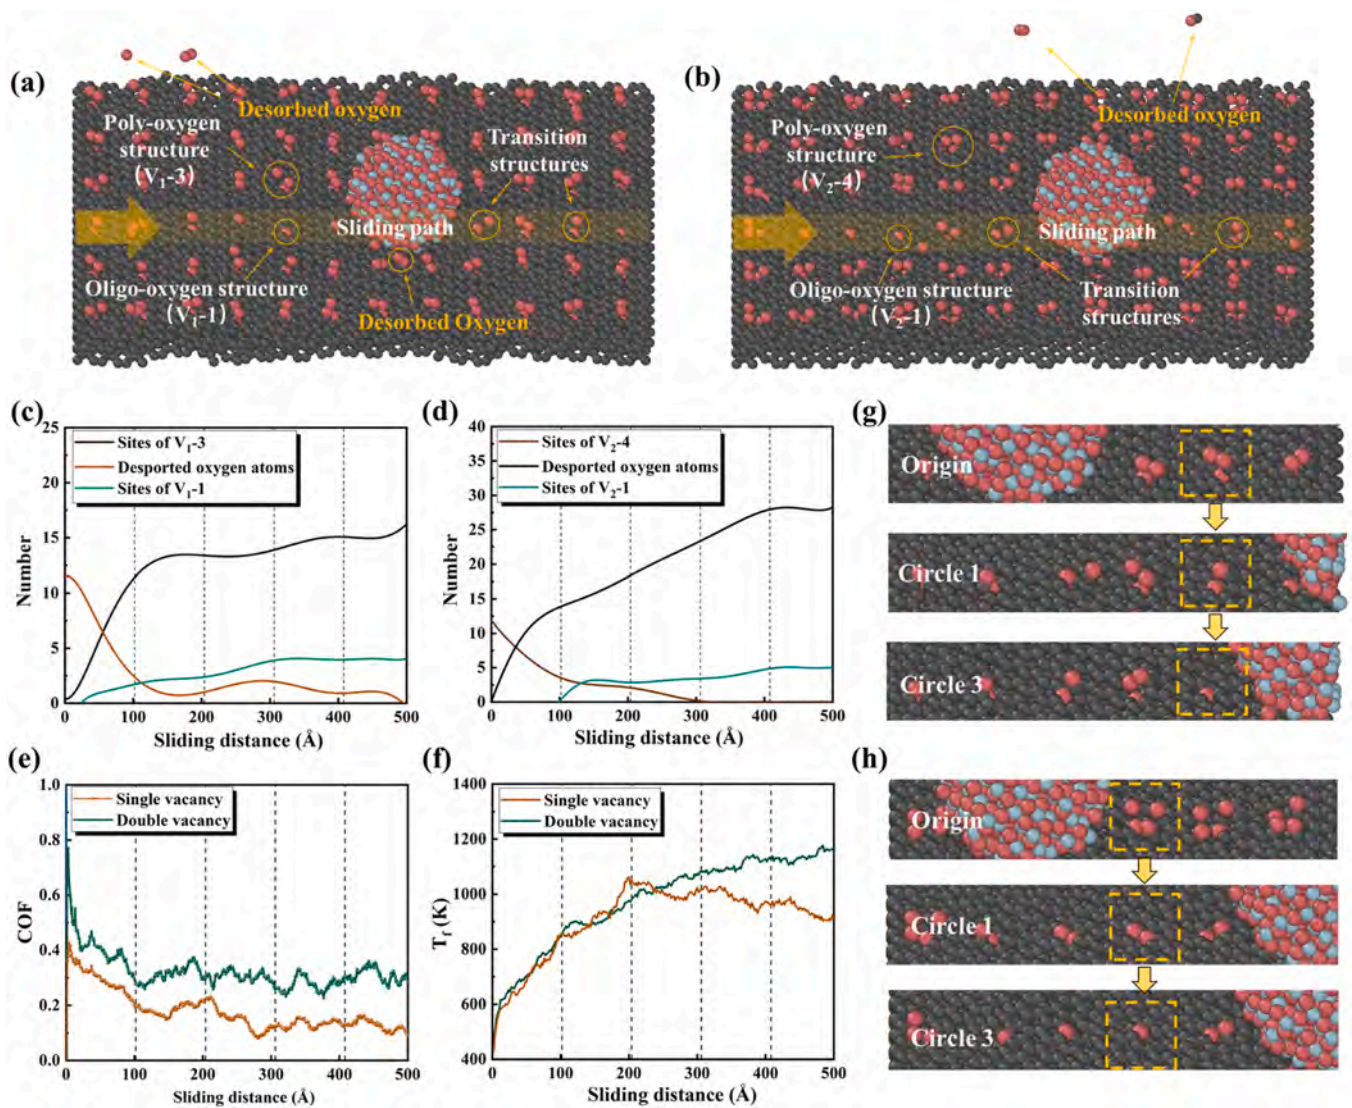 (a)
Desorbed oxygen
Poly-oxygen
structure
(V₁-3)
Transition
structures
Sliding path
Oligo-oxygen structure
(V₁-1)
Desorbed Oxygen
(b)
Desorbed oxygen
Poly-oxygen
structure
(V₂-4)
Sliding path
Oligo-oxygen structure
(V₂-1)
Transition
structures
(c)
Sites of V₁-3
Desported oxygen atoms
Sites of V₁-1
25
20
15
10
5
0
Number
0 100 200 300 400 500
Sliding distance (Å)
(d)
Sites of V₂-4
Desported oxygen atoms
Sites of V₂-1
40
35
30
25
20
15
10
5
0
Number
0 100 200 300 400 500
Sliding distance (Å)
(e)
Single vacancy
Double vacancy
1.0
0.8
0.6
0.4
0.2
0.0
COF
0 100 200 300 400 500
Sliding distance (Å)
(f)
Single vacancy
Double vacancy
1400
1200
1000
800
600
400
T_f (K)
0 100 200 300 400 500
Sliding distance (Å)
(g)
Origin
Circle 1
Circle 3
(h)
Origin
Circle 1
Circle 3